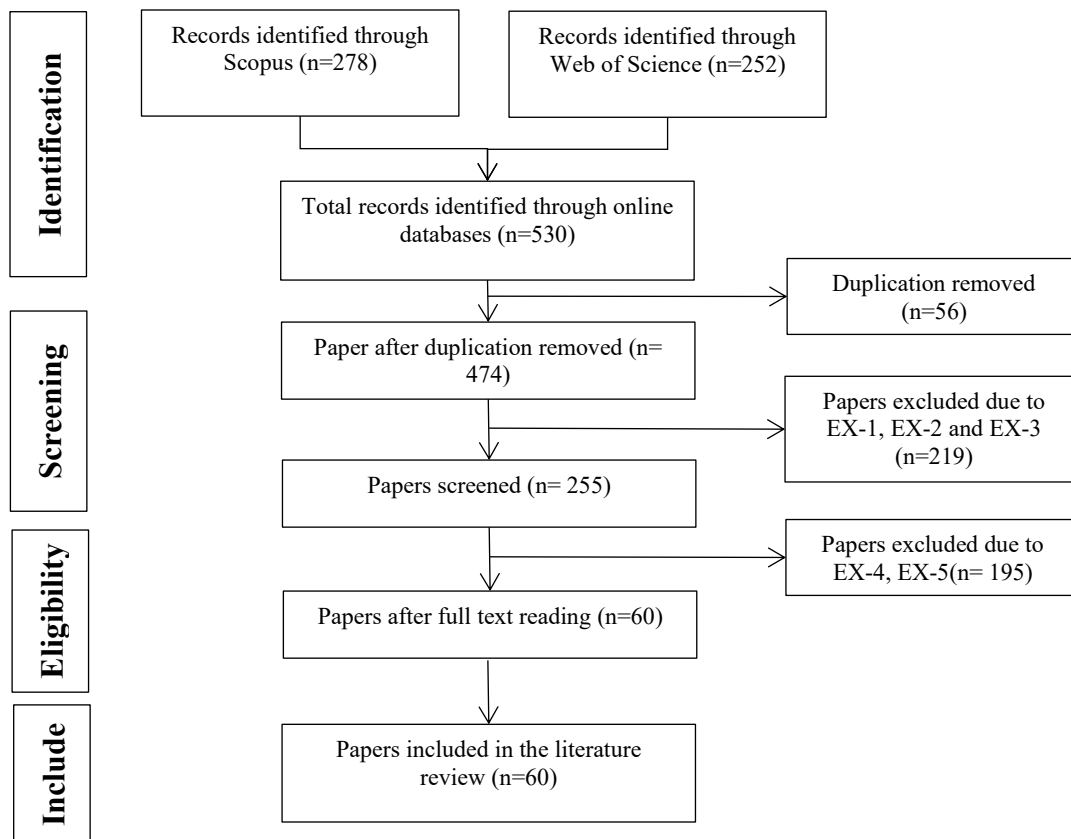 Identification
Records identified through
Scopus (n=278)
Records identified through
Web of Science (n=252)
Total records identified through online
databases (n=530)
Duplication removed
(n=56)
Screening
Paper after duplication removed (n=
474)
Papers excluded due to
EX-1, EX-2 and EX-3
(n=219)
Papers screened (n= 255)
Eligibility
Papers excluded due to
EX-4, EX-5(n= 195)
Papers after full text reading (n=60)
Include
Papers included in the literature
review (n=60)